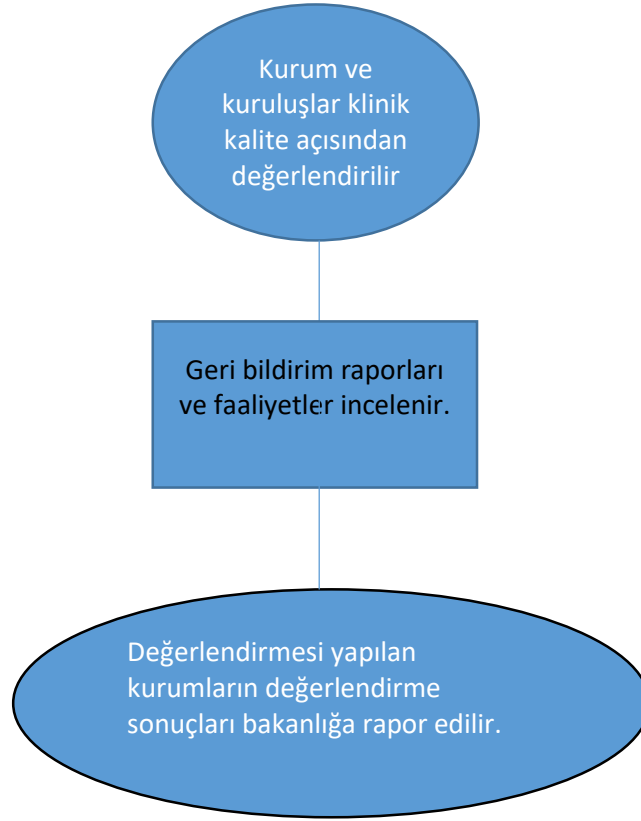 Kurum ve
kuruluşlar klinik
kalite açısından
değerlendirilir
Geri bildirim raporları
ve faaliyetler incelenir.
Değerlendirmesi yapılan
kurumların değerlendirme
sonuçları bakanlığa rapor edilir.